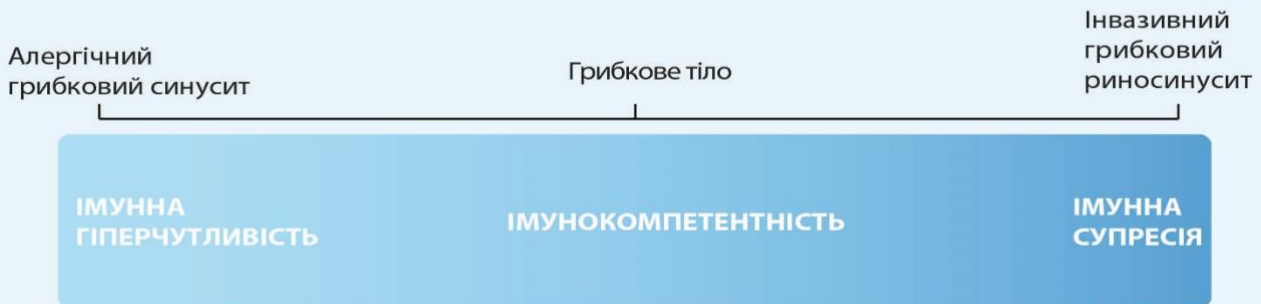 Алергічний
грибковий синусит
Грибкове тіло
Інвазивний
грибковий
риносинусит
ІМУННА
ГІПЕРЧУТЛИВІСТЬ
ІМУНОКОМПЕТЕНТНІСТЬ
ІМУННА
СУПРЕСІЯ